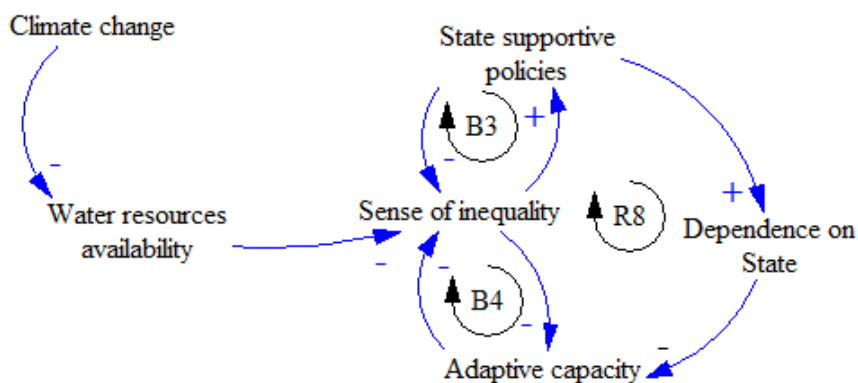 Climate change
State supportive
policies
B3
+
-
-
Water resources
availability
Sense of inequality
R8
+
Dependence on
State
-
-
B4
-
-
Adaptive capacity